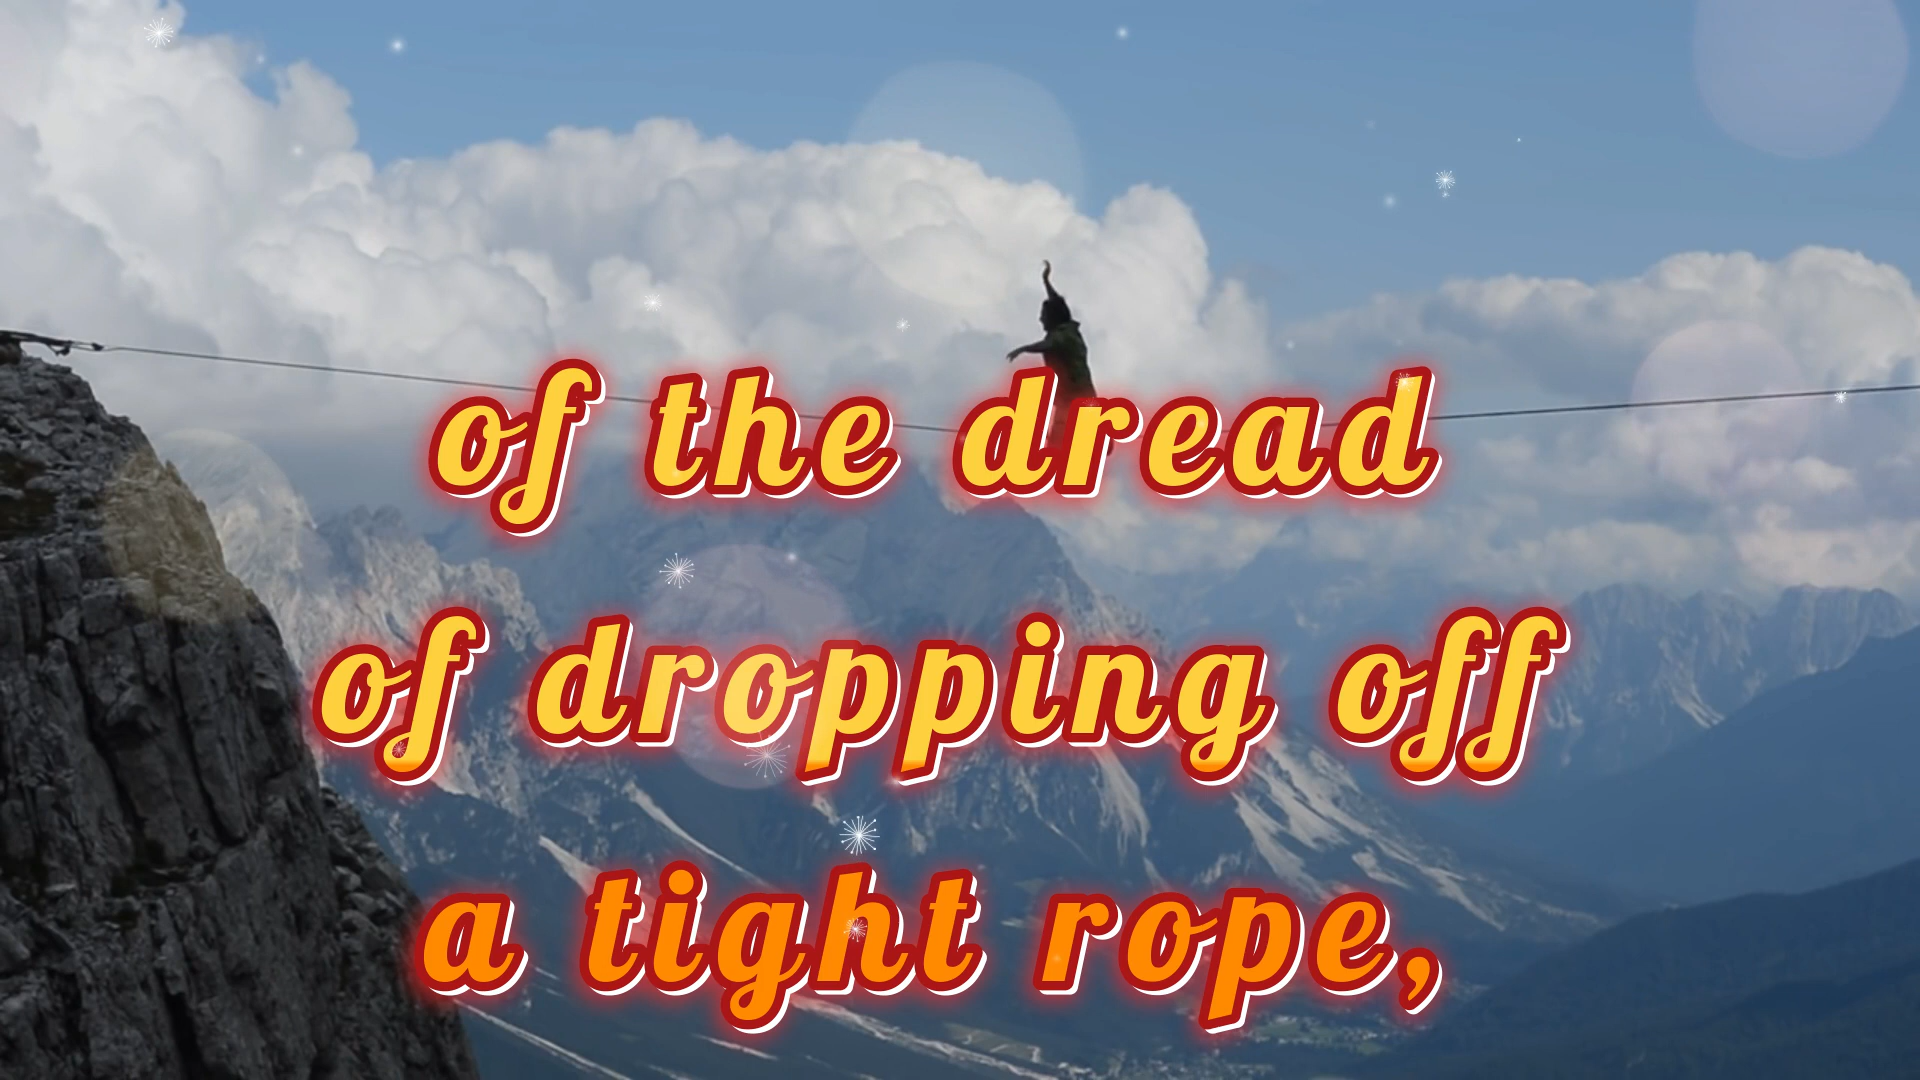 of the dread
of dropping off
a tight rope,